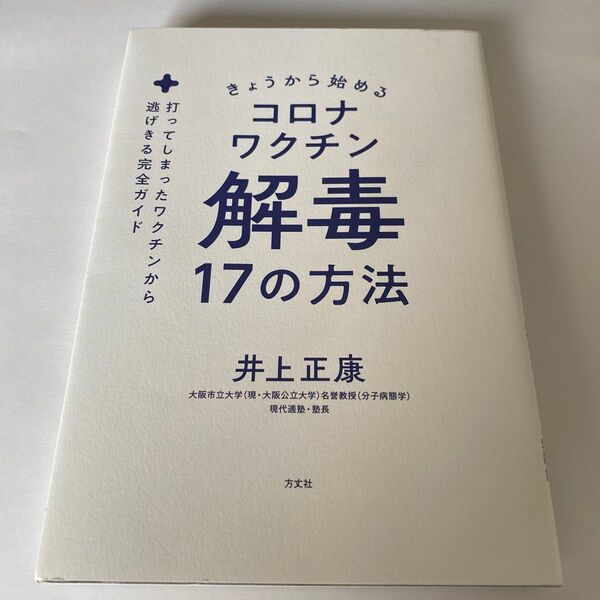 きょうから始める
コロナ
ワクチン
解毒
17の方法
打ってしまったワクチンから
逃げきる完全ガイド
井上正康
大阪市立大学(現・大阪公立大学)名誉教授(分子病態学)
現代適塾・塾長
方丈社